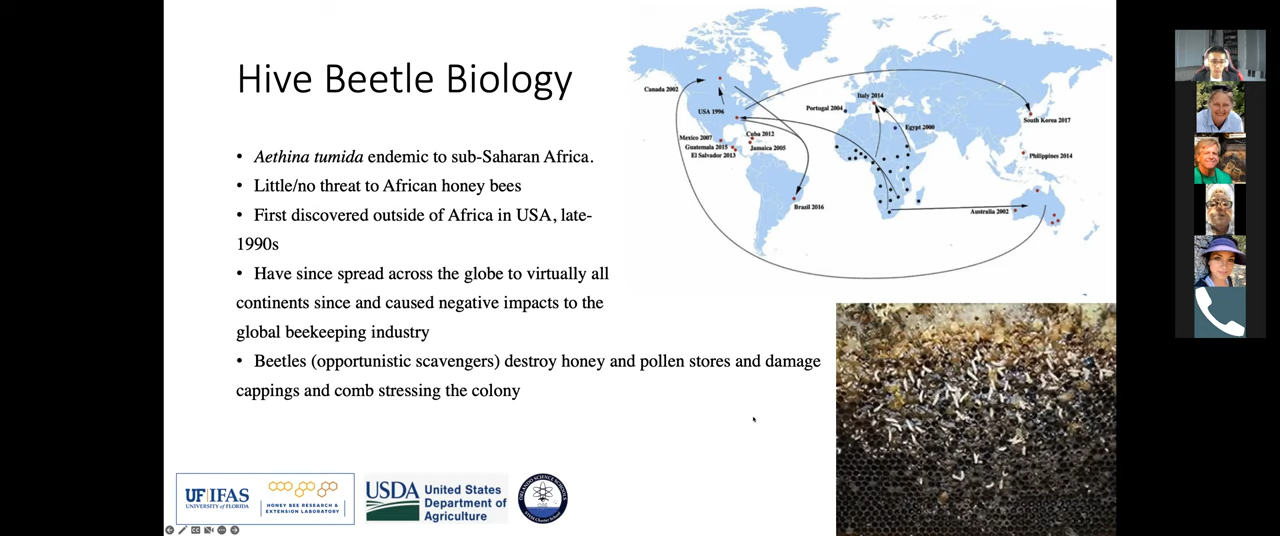 Hive Beetle Biology
• Aethina tumida endemic to sub-Saharan Africa.
• Little/no threat to African honey bees
• First discovered outside of Africa in USA, late-
1990s
• Have since spread across the globe to virtually all
continents since and caused negative impacts to the
global beekeeping industry
• Beetles (opportunistic scavengers) destroy honey and pollen stores and damage
cappings and comb stressing the colony
Canada 2002
USA 1996
Mexico 2007
Cuba 2012
Guatemala 2015
Jamaica 2005
El Salvador 2013
Brazil 2016
Portugal 2004
Italy 2014
Egypt 2000
South Korea 2017
Philippines 2014
Australia 2002
UF|IFAS
UNIVERSITY of FLORIDA
HONEY BEE RESEARCH &
EXTENSION LABORATORY
USDA
United States
Department of
Agriculture
ORLANDO SCIENCE SCHOOLS